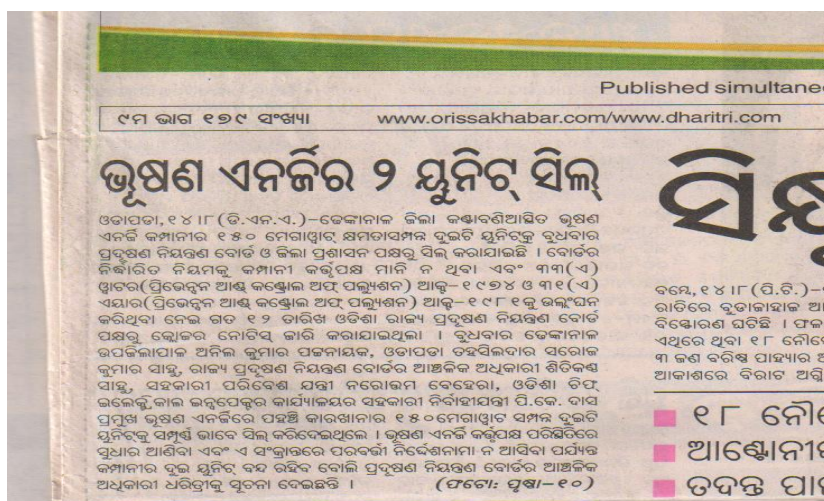 Published simultane
୯ମ ଭାଗ ୧୭୯ ସଂଖ୍ୟା www.orissakhabar.com/www.dharitri.com
ଭୂଷଣ ଏନର୍ଜିର ୨ ୟୁନିଟ୍ ସିଲ୍
ଓଡାପଡା,୧୪।୮(ଡି.ଏନ.ଏ.)–ଢେଙ୍କାନାଳ ଜିଲା କଣ୍ଟାବଣିଆସ୍ଥିତ ଭୂଷଣ
ଏନର୍ଜି କମ୍ପାନୀର ୧୫୦ ମେଗାୱାଟ୍ କ୍ଷମତାସମ୍ପନ୍ନ ଦୁଇଟି ୟୁନିଟ୍‌କୁ ବୁଧବାର
ପ୍ରଦୂଷଣ ନିୟନ୍ତ୍ରଣ ବୋର୍ଡ ଓ ଜିଲା ପ୍ରଶାସନ ପକ୍ଷରୁ ସିଲ୍ କରାଯାଇଛି । ବୋର୍ଡର
ନିର୍ଦ୍ଧାରିତ ନିୟମକୁ କମ୍ପାନୀ କର୍ତ୍ତୃପକ୍ଷ ମାନି ନ ଥିବା ଏବଂ ୩୩(ଏ)
ୱାଟର(ପ୍ରିଭେନ୍ସନ ଆଣ୍ଡ କଣ୍ଟ୍ରୋଲ ଅଫ୍ ପଲ୍ୟୁଶନ) ଆକ୍ଟ–୧୯୭୪ ଓ ୩୧(ଏ)
ଏୟାର(ପ୍ରିଭେନ୍ସନ ଆଣ୍ଡ କଣ୍ଟ୍ରୋଲ ଅଫ୍ ପଲ୍ୟୁଶନ) ଆକ୍ଟ–୧୯୮୧କୁ ଉଲ୍ଲଂଘନ
କରିଥିବା ନେଇ ଗତ ୧୨ ତାରିଖ ଓଡିଶା ରାଜ୍ୟ ପ୍ରଦୂଷଣ ନିୟନ୍ତ୍ରଣ ବୋର୍ଡ
ପକ୍ଷରୁ କ୍ଲୋଜର ନୋଟିସ୍ ଜାରି କରାଯାଇଥିଲା । ବୁଧବାର ଢେଙ୍କାନାଳ
ଉପଜିଲାପାଳ ଅନିଲ କୁମାର ପଟ୍ଟନାୟକ, ଓଡାପଡା ତହସିଲଦାର ସରୋଜ
କୁମାର ସାହୁ, ରାଜ୍ୟ ପ୍ରଦୂଷଣ ନିୟନ୍ତ୍ରଣ ବୋର୍ଡର ଆଞ୍ଚଳିକ ଅଧିକାରୀ ଶିତିକଣ୍ଠ
ସାହୁ, ସହକାରୀ ପରିବେଶ ଯନ୍ତ୍ରୀ ନରୋତ୍ତମ ବେହେରା, ଓଡିଶା ଚିଫ୍
ଇଲେକ୍ଟ୍ରିକାଲ ଇନ୍ସପେକ୍ଟର କାର୍ଯ୍ୟାଳୟର ସହକାରୀ ନିର୍ବାହୀଯନ୍ତ୍ରୀ ପି.କେ. ଦାସ
ପ୍ରମୁଖ ଭୂଷଣ ଏନର୍ଜିରେ ପହଞ୍ଚି କାରଖାନାର ୧୫୦ମେଗାୱାଟ ସମ୍ପନ୍ନ ଦୁଇଟି
ୟୁନିଟ୍‌କୁ ସମ୍ପୂର୍ଣ୍ଣ ଭାବେ ସିଲ୍ କରିଦେଇଥିଲେ । ଭୂଷଣ ଏନର୍ଜି କର୍ତ୍ତୃପକ୍ଷ ପରିସ୍ଥିତିରେ
ସୁଧାର ଆଣିବା ଏବଂ ଏ ସଂକ୍ରାନ୍ତରେ ପରବର୍ତ୍ତୀ ନିର୍ଦ୍ଦେଶନାମା ନ ଆସିବା ପର୍ଯ୍ୟନ୍ତ
କମ୍ପାନୀର ଦୁଇ ୟୁନିଟ୍ ବନ୍ଦ ରହିବ ବୋଲି ପ୍ରଦୂଷଣ ନିୟନ୍ତ୍ରଣ ବୋର୍ଡର ଆଞ୍ଚଳିକ
ଅଧିକାରୀ ଧରିତ୍ରୀକୁ ସୂଚନା ଦେଇଛନ୍ତି । (ଫଟୋ: ପୃଷ୍ଠା–୧୦)
ବମ୍ବେ,୧୪।୮(ପି.ଟି.)–
ରାତିରେ ବୁଡାଜାହାଜ
ବିସ୍ଫୋରଣ ଘଟିଛି ।
ଏଥିରେ ଥିବା ୧୮
୩ ଜଣ ବରିଷ୍ଠ ପାହ୍ୟାର
ଆକାଶରେ ବିରାଟ
୧୮
ତଦନ୍ତ